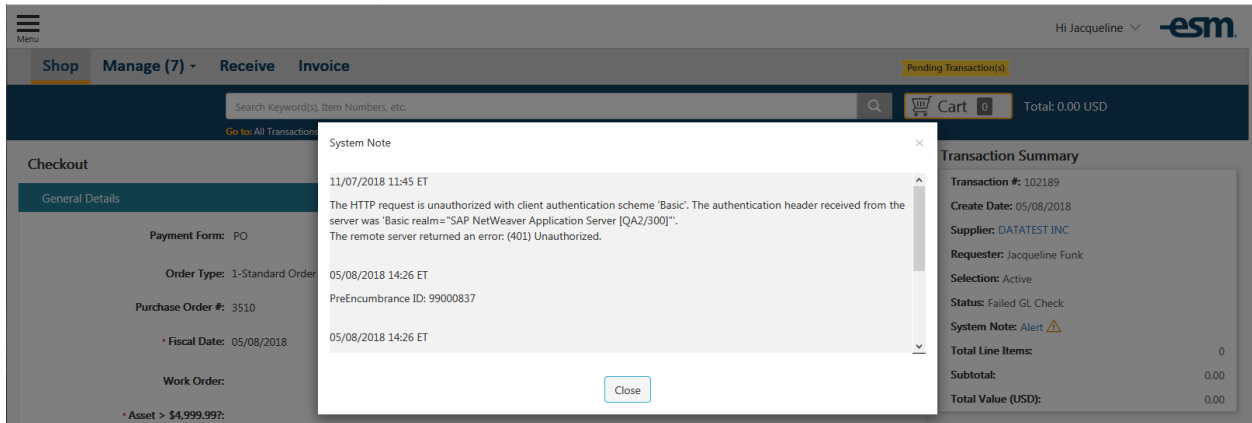 Menu
Hi Jacqueline
esm.
Shop Manage (7) Receive Invoice
Pending Transaction(s)
Search Keyword(s), Item Numbers, etc.
Cart 0 Total: 0.00 USD
Go to: All Transactions
Checkout
General Details
Payment Form: PO
Order Type: 1-Standard Order
Purchase Order #: 3510
* Fiscal Date: 05/08/2018
Work Order:
* Asset > $4,999.99?:
System Note ×
11/07/2018 11:45 ET
The HTTP request is unauthorized with client authentication scheme 'Basic'. The authentication header received from the
server was 'Basic realm="SAP NetWeaver Application Server [QA2/300]"'.
The remote server returned an error: (401) Unauthorized.
05/08/2018 14:26 ET
PreEncumbrance ID: 99000837
05/08/2018 14:26 ET
Close
Transaction Summary
Transaction #: 102189
Create Date: 05/08/2018
Supplier: DATATEST INC
Requester: Jacqueline Funk
Selection: Active
Status: Failed GL Check
System Note: Alert
Total Line Items: 0
Subtotal: 0.00
Total Value (USD): 0.00